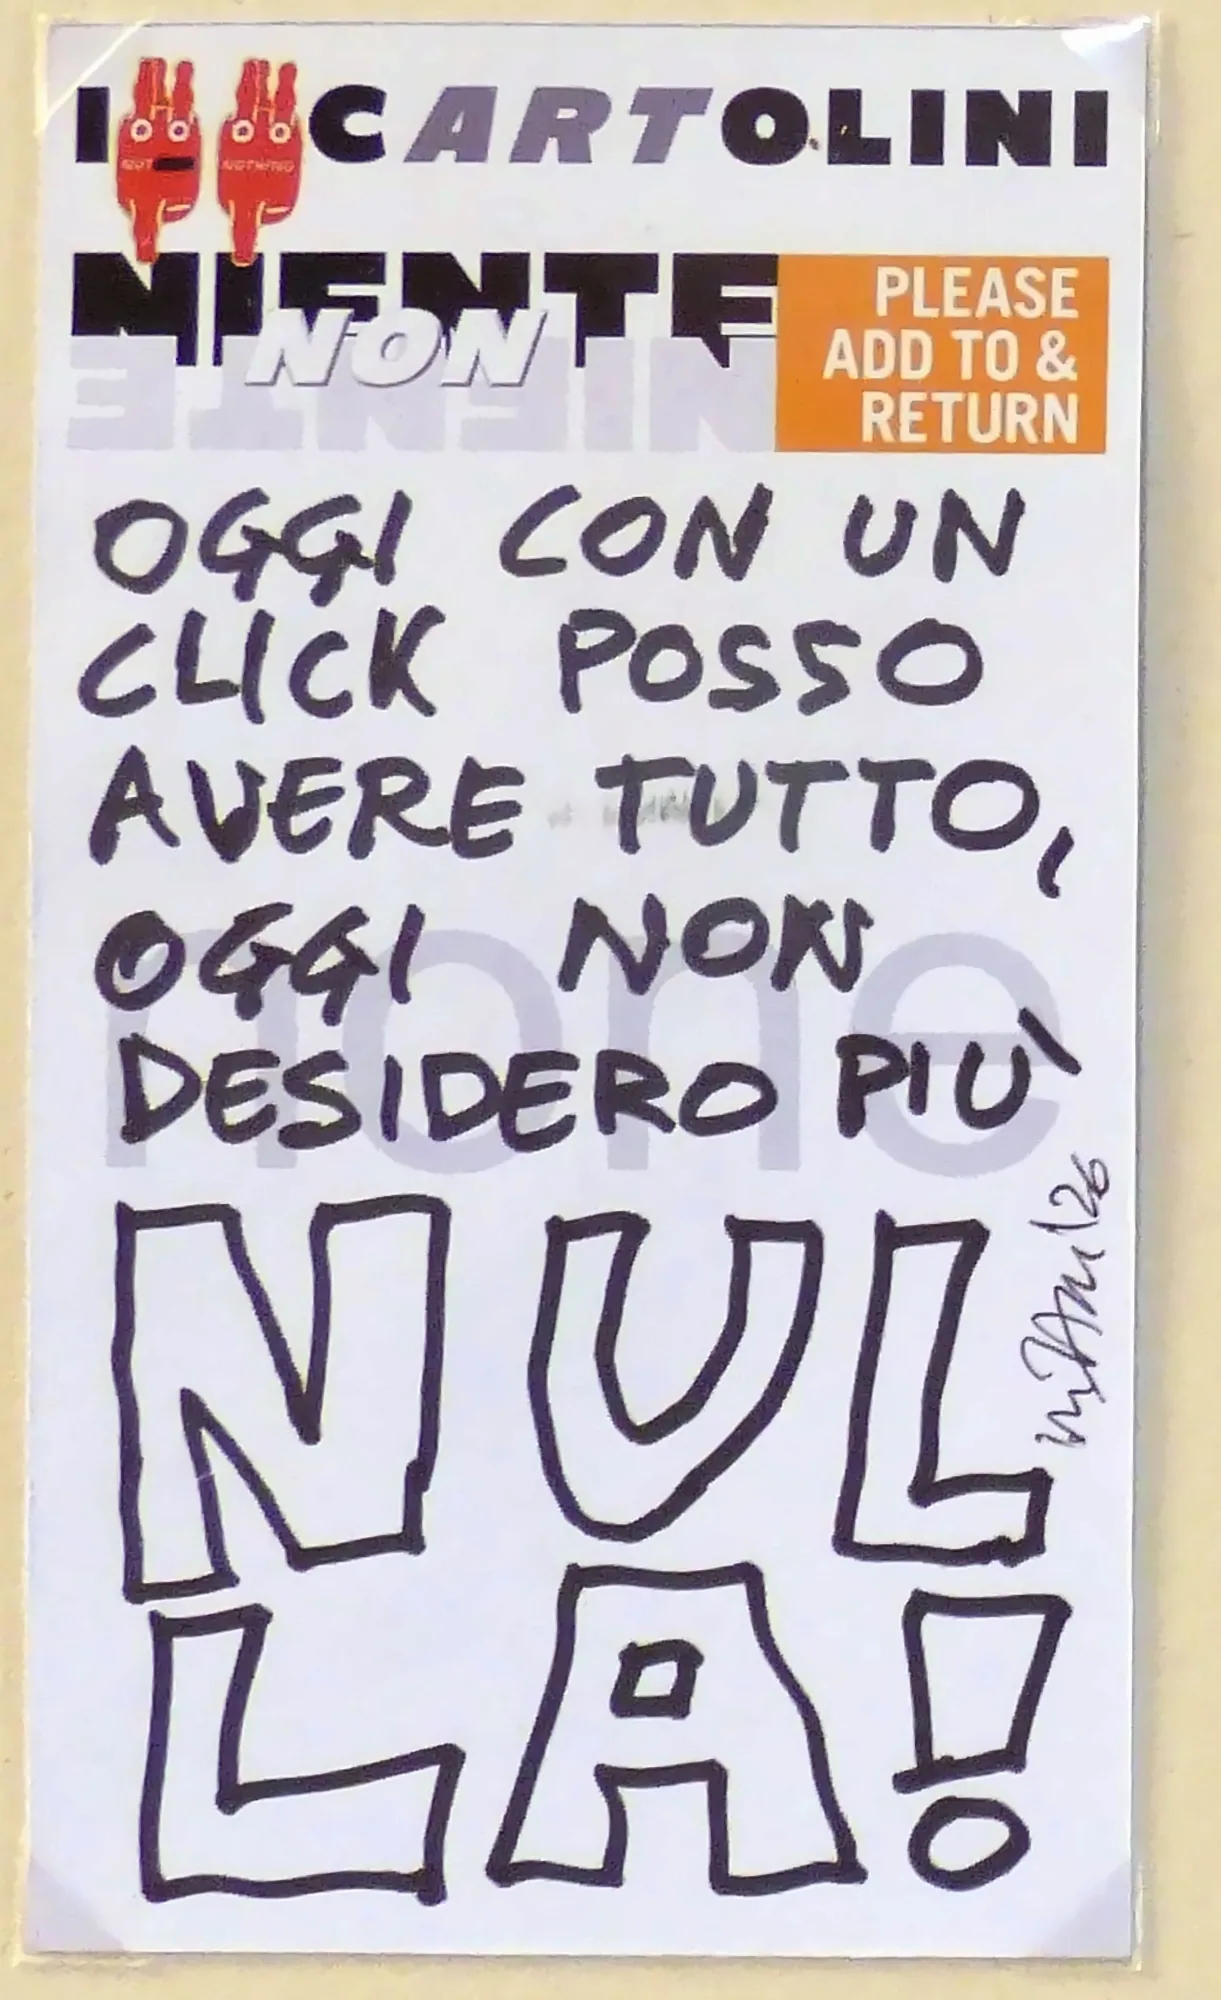 I CARTOLINI
NIENTE
NON
NIENTE
PLEASE
ADD TO &
RETURN
OGGI CON UN
CLICK POSSO
AVERE TUTTO,
OGGI NON
DESIDERO PIÙ
none
NUL
LA!